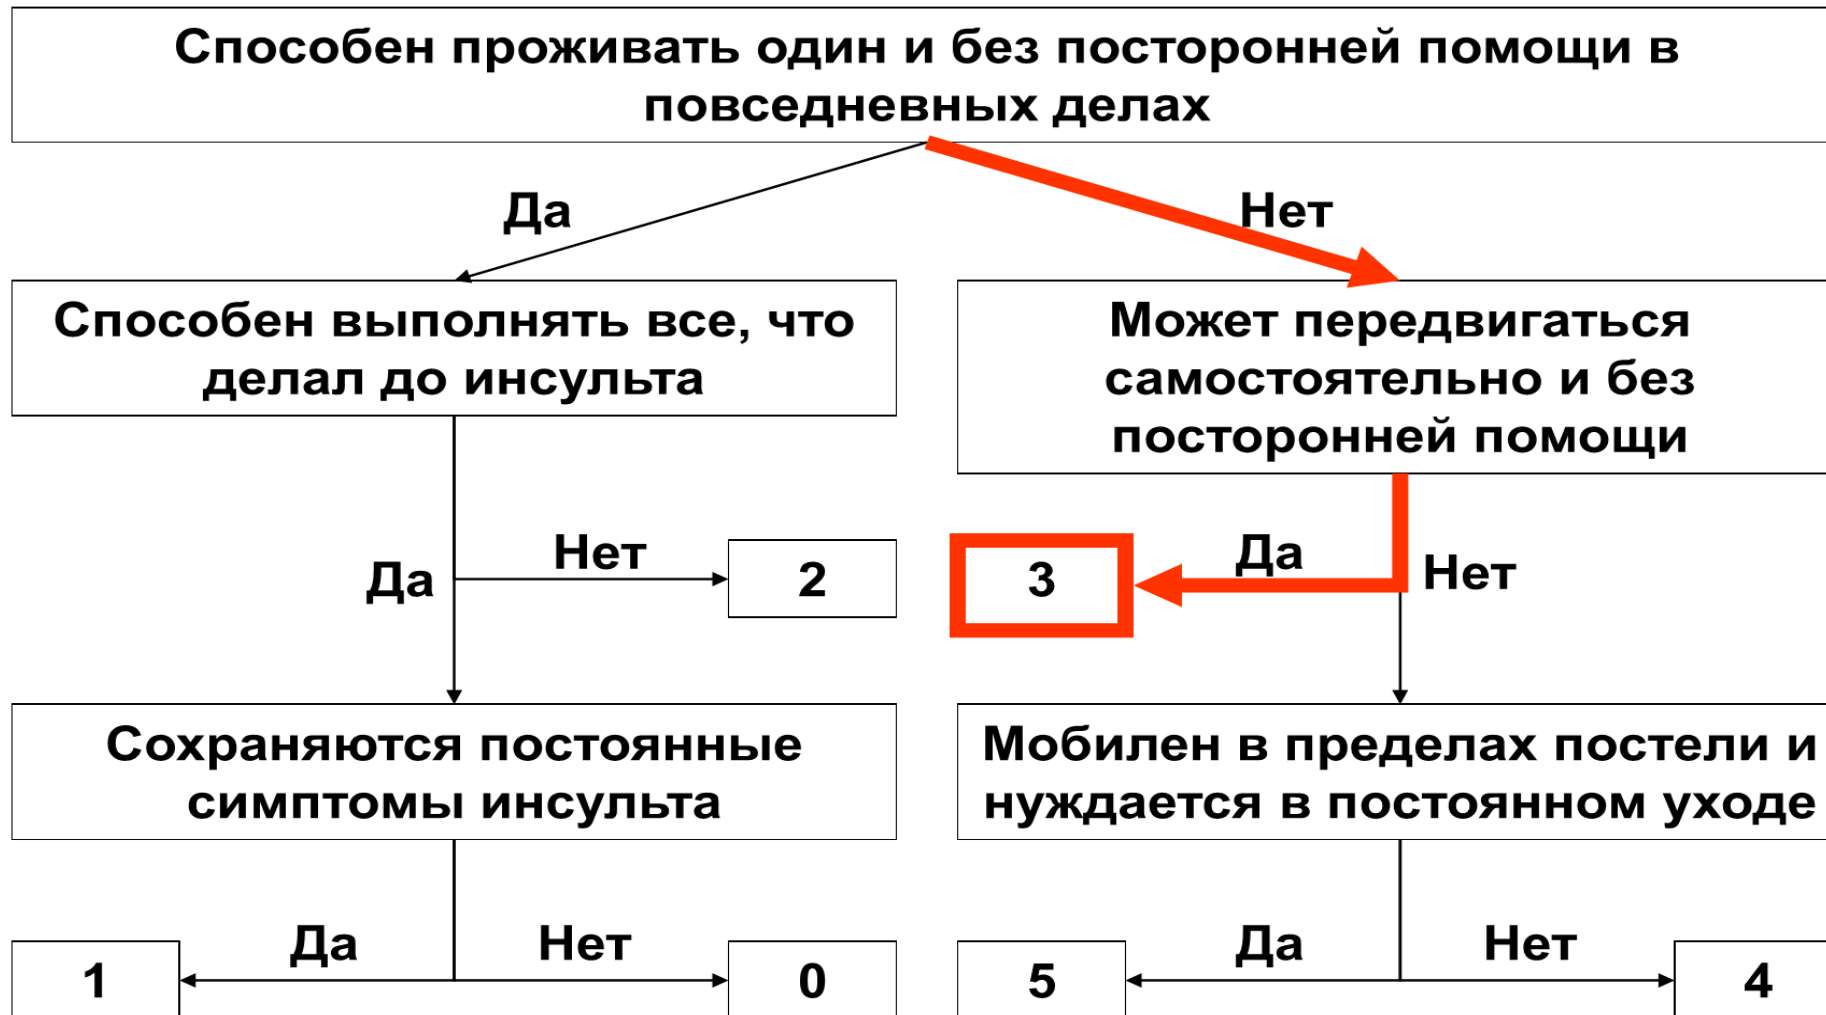 Способен проживать один и без посторонней помощи в
повседневных делах
Да
Нет
Способен выполнять все, что
делал до инсульта
Может передвигаться
самостоятельно и без
посторонней помощи
Да
Нет
2
3
Да
Нет
Сохраняются постоянные
симптомы инсульта
Мобилен в пределах постели и
нуждается в постоянном уходе
1
Да
Нет
0
5
Да
Нет
4